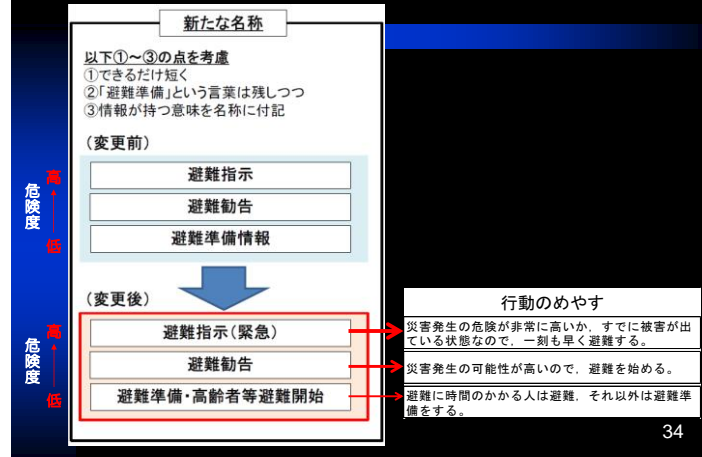 新たな名称
以下①～③の点を考慮
①できるだけ短く
②「避難準備」という言葉は残しつつ
③情報が持つ意味を名称に付記
（変更前）
高
危険度
低
避難指示
避難勧告
避難準備情報
（変更後）
高
危険度
低
避難指示（緊急）
避難勧告
避難準備・高齢者等避難開始
行動のめやす
災害発生の危険が非常に高いか，すでに被害が出
ている状態なので，一刻も早く避難する。
災害発生の可能性が高いので，避難を始める。
避難に時間のかかる人は避難，それ以外は避難準
備をする。
34